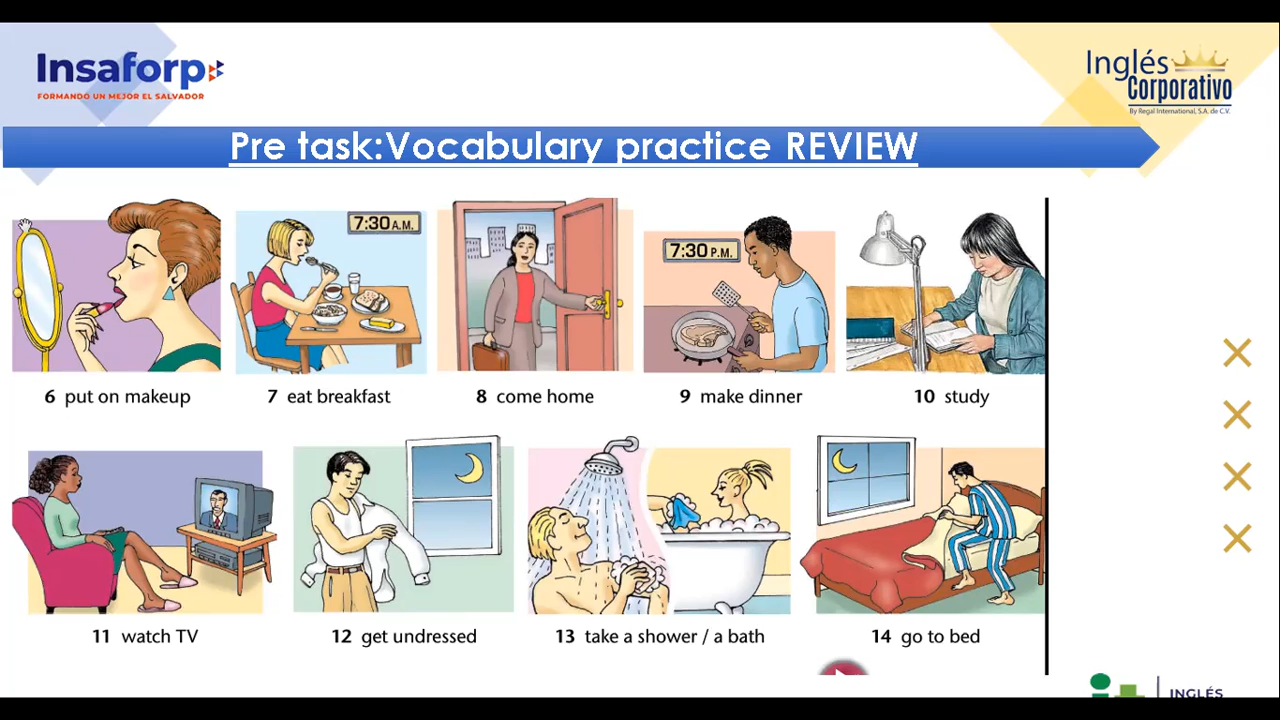 Insaforp
FORMANDO UN MEJOR EL SALVADOR
Inglés
Corporativo
By Regal International, S.A. de C.V.
Pre task:Vocabulary practice REVIEW
7:30 A.M.
7:30 P.M.
6 put on makeup
7 eat breakfast
8 come home
9 make dinner
10 study
11 watch TV
12 get undressed
13 take a shower / a bath
14 go to bed
INGLÉS